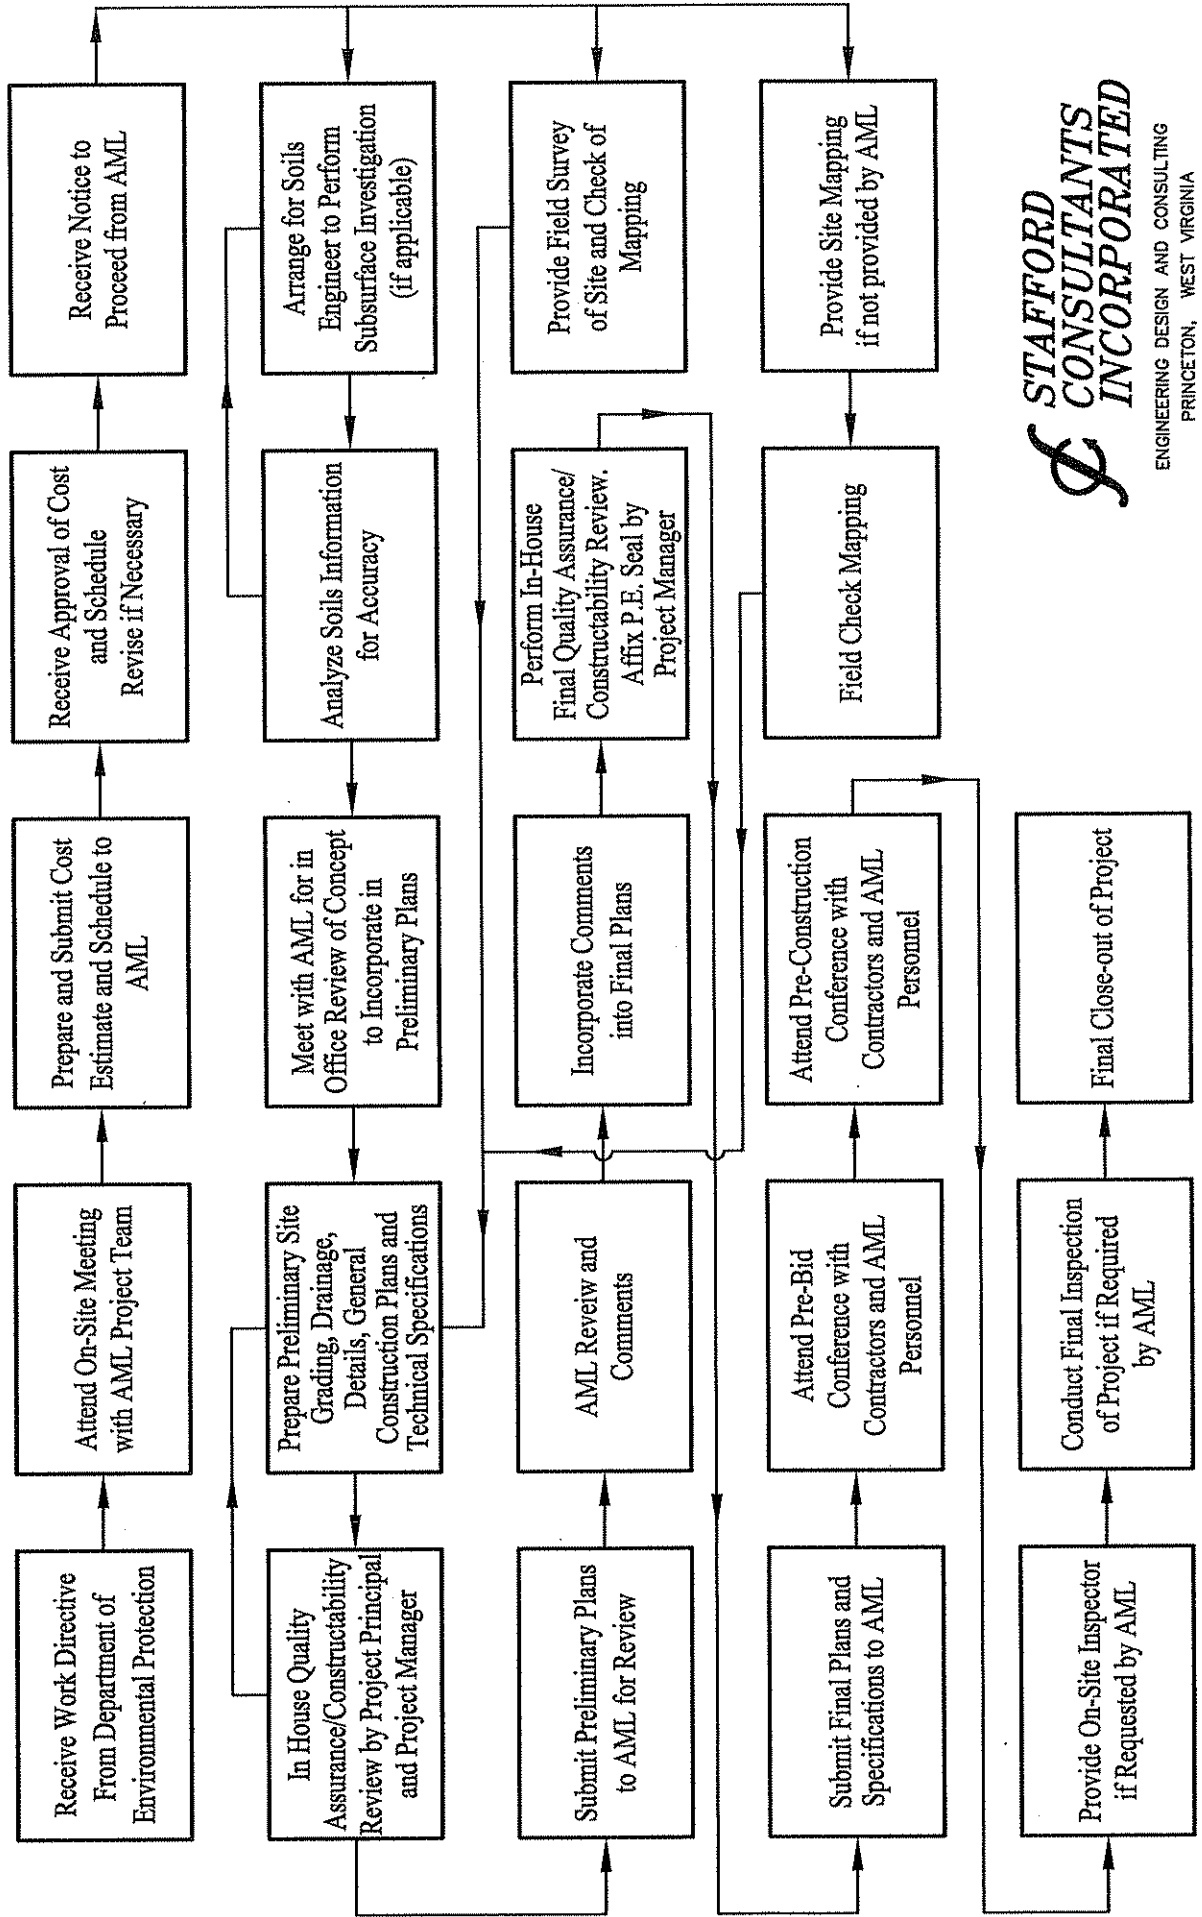 Receive Work Directive
From Department of
Environmental Protection
Attend On-Site Meeting
with AML Project Team
Prepare and Submit Cost
Estimate and Schedule to
AML
Receive Approval of Cost
and Schedule
Revise if Necessary
Receive Notice to
Proceed from AML
In House Quality
Assurance/Constructability
Review by Project Principal
and Project Manager
Prepare Preliminary Site
Grading, Drainage,
Details, General
Construction Plans and
Technical Specifications
Meet with AML for in
Office Review of Concept
to Incorporate in
Preliminary Plans
Analyze Soils Information
for Accuracy
Arrange for Soils
Engineer to Perform
Subsurface Investigation
(if applicable)
Submit Preliminary Plans
to AML for Review
AML Reveiw and
Comments
Incorporate Comments
into Final Plans
Perform In-House
Final Quality Assurance/
Constructability Review.
Affix P.E. Seal by
Project Manager
Provide Field Survey
of Site and Check of
Mapping
Submit Final Plans and
Specifications to AML
Attend Pre-Bid
Conference with
Contractors and AML
Personnel
Attend Pre-Construction
Conference with
Contractors and AML
Personnel
Field Check Mapping
Provide Site Mapping
if not provided by AML
Provide On-Site Inspector
if Requested by AML
Conduct Final Inspection
of Project if Required
by AML
Final Close-out of Project
STAFFORD
CONSULTANTS
INCORPORATED
ENGINEERING DESIGN AND CONSULTING
PRINCETON, WEST VIRGINIA